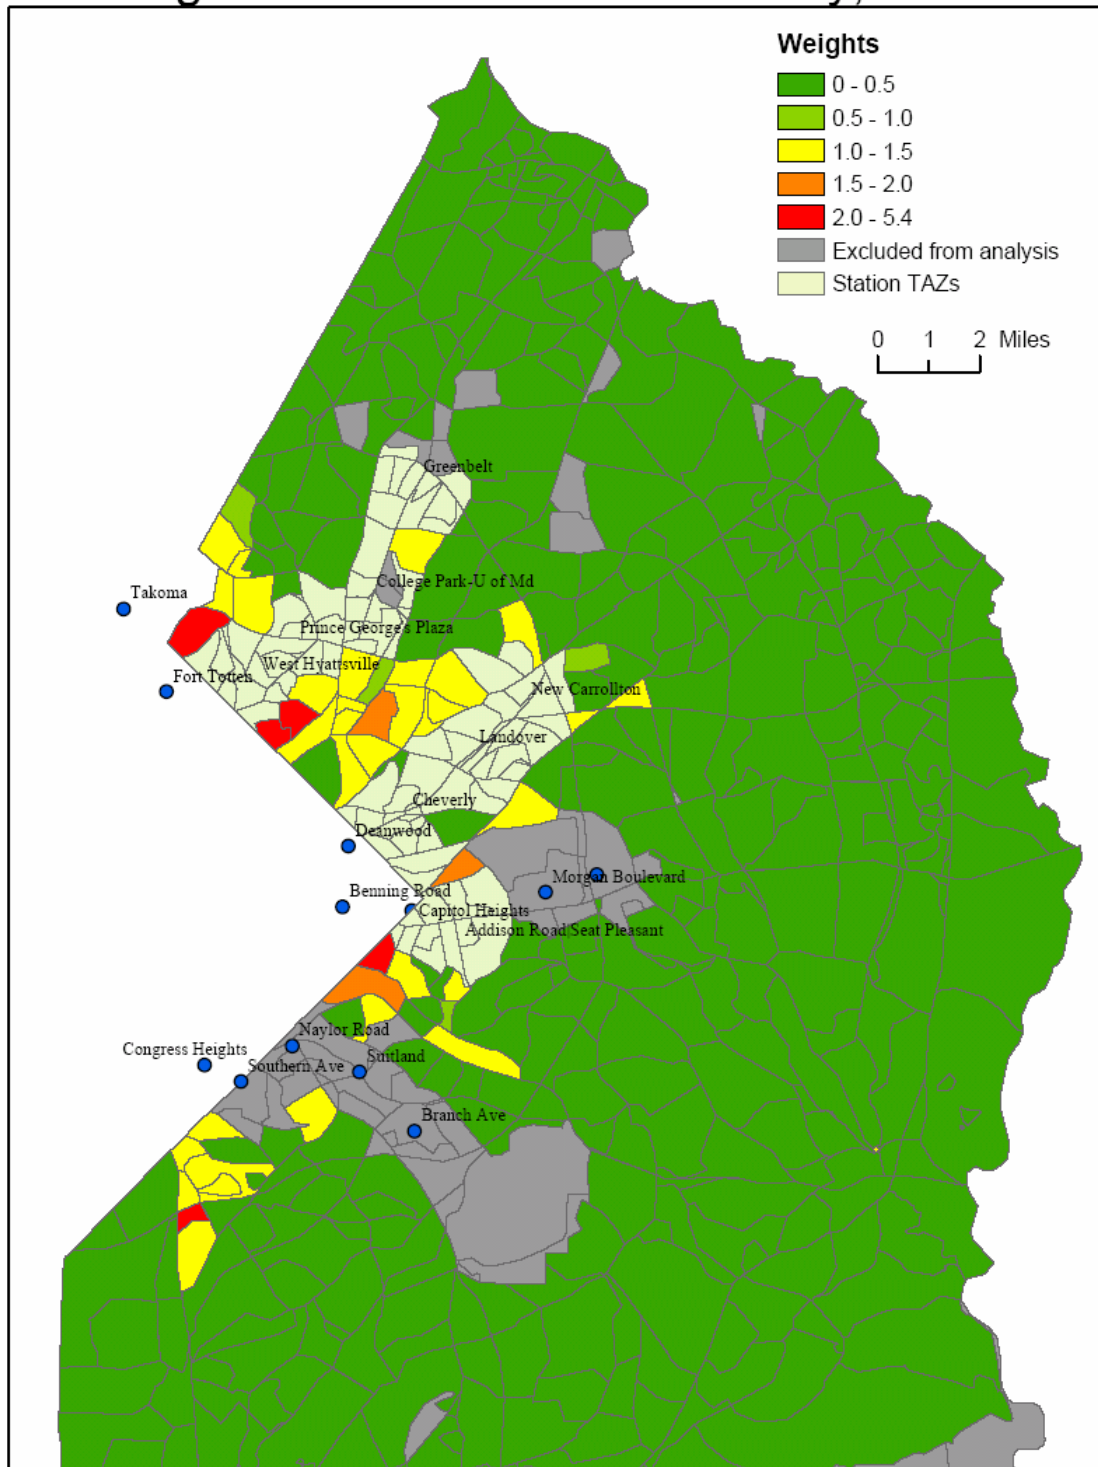 Weights
0 - 0.5
0.5 - 1.0
1.0 - 1.5
1.5 - 2.0
2.0 - 5.4
Excluded from analysis
Station TAZs
0 1 2 Miles
Greenbelt
College Park-U of Md
Takoma
Prince George's Plaza
West Hyattsville
Fort Totten
New Carrollton
Landover
Cheverly
Deanwood
Morgan Boulevard
Benning Road
Capitol Heights
Addison Road Seat Pleasant
Naylor Road
Congress Heights
Suitland
Southern Ave
Branch Ave